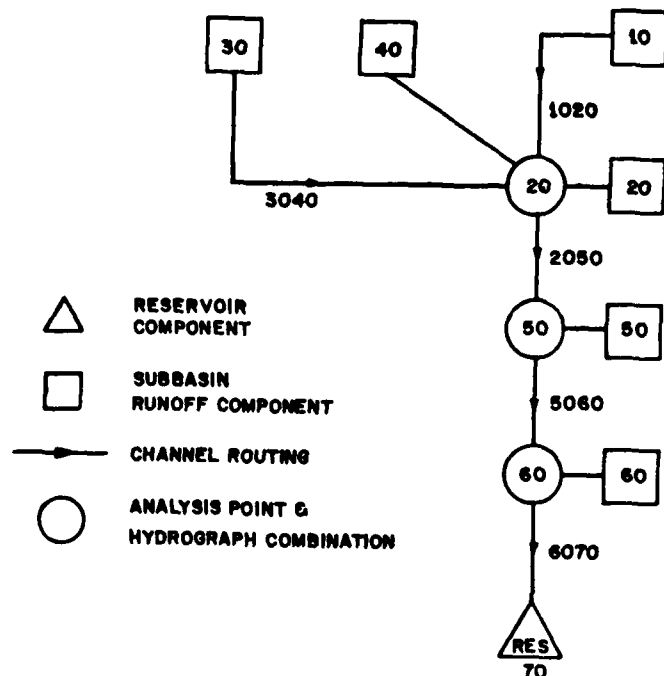 30
40
10
1020
20
20
3040
2050
RESERVOIR
COMPONENT
50
50
SUBBASIN
RUNOFF COMPONENT
5060
CHANNEL ROUTING
60
60
ANALYSIS POINT &
HYDROGRAPH COMBINATION
6070
RES
70